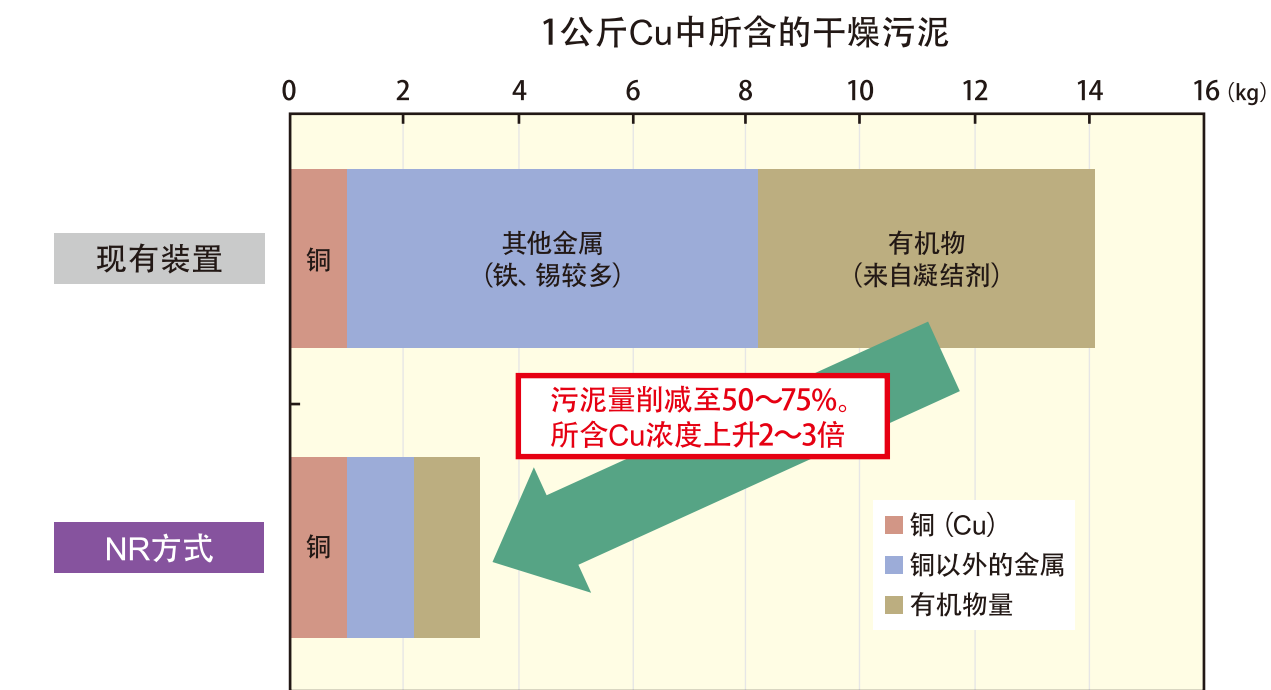 1公斤Cu中所含的干燥污泥
0 2 4 6 8 10 12 14 16（kg）
现有装置
铜
其他金属
（铁、锡较多）
有机物
（来自凝结剂）
污泥量削减至50～75%。
所含Cu浓度上升2～3倍
NR方式
铜
铜（Cu）
铜以外的金属
有机物量